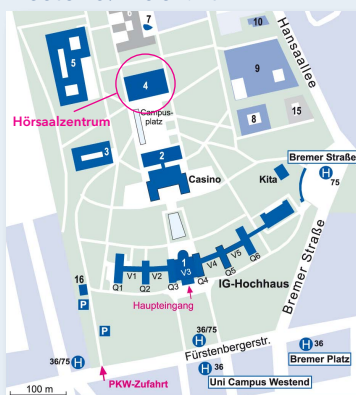 6
7
10
Hansaallee
5
4
9
Hörsaalzentrum
Campus-
platz
8
15
3
2
Bremer Straße
H
75
Casino
Kita
Bremer Straße
1
V1
V2
V3
V4
V5
Q1
Q2
Q3
Q4
Q5
Q6
IG-Hochhaus
16
P
Haupteingang
P
36/75
H
Fürstenbergerstr.
H 36
Bremer Platz
36/75 H
PKW-Zufahrt
H 36
Uni Campus Westend
100 m